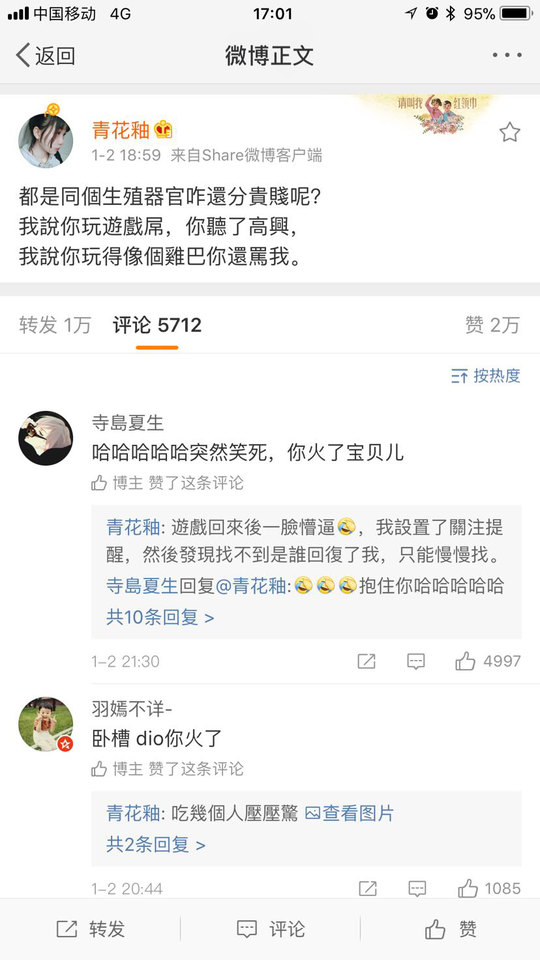 中国移动 4G 17:01 95%
返回 微博正文
请叫我 红领巾
青花釉
1-2 18:59 来自Share微博客户端
都是同個生殖器官咋還分貴賤呢?
我說你玩遊戲屌，你聽了高興，
我說你玩得像個雞巴你還罵我。
转发 1万 评论 5712 赞 2万
按热度
寺島夏生
哈哈哈哈哈突然笑死，你火了宝贝儿
博主 赞了这条评论
青花釉: 遊戲回來後一臉懵逼🤣，我設置了關注提
醒，然後發現找不到是誰回復了我，只能慢慢找。
寺島夏生回复@青花釉:🤣🤣🤣抱住你哈哈哈哈哈
共10条回复 >
1-2 21:30 4997
羽嫣不详-
卧槽 dio你火了
博主 赞了这条评论
青花釉: 吃幾個人壓壓驚 查看图片
共2条回复 >
1-2 20:44 1085
转发 评论 赞